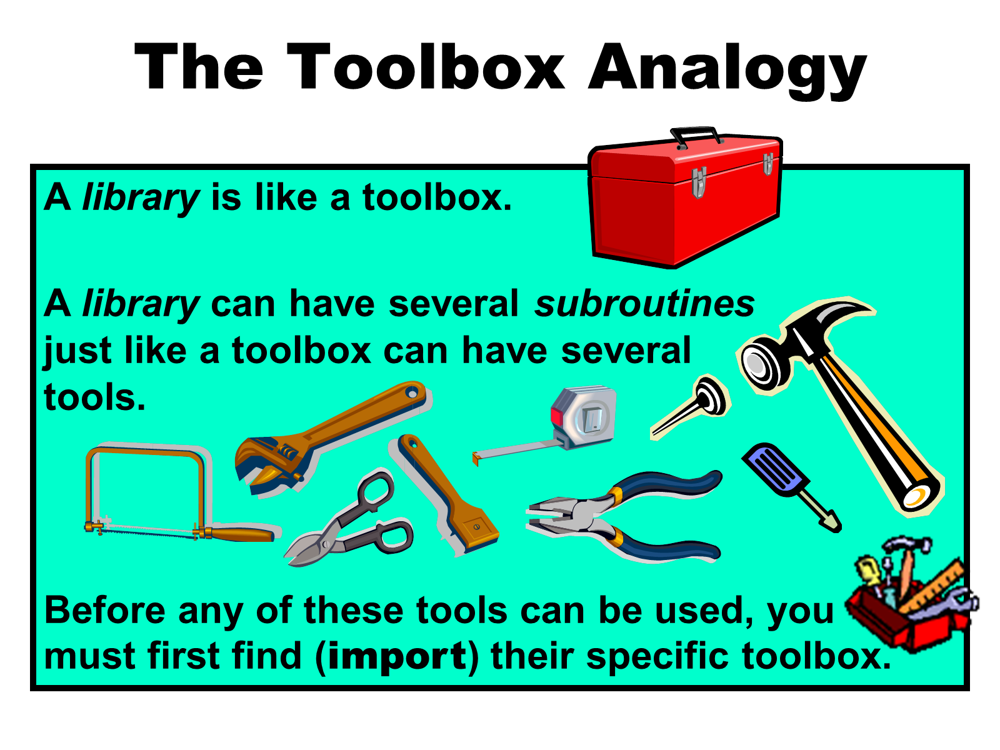 The Toolbox Analogy
A library is like a toolbox.
A library can have several subroutines
just like a toolbox can have several
tools.
Before any of these tools can be used, you
must first find (import) their specific toolbox.